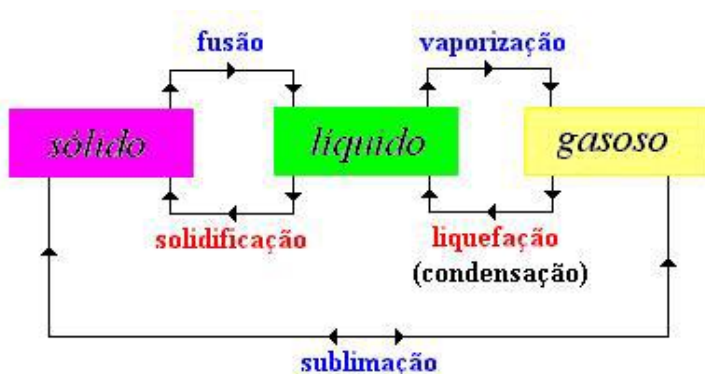 fusão
vaporização
sólido
líquido
gasoso
solidificação
liquefação
(condensação)
sublimação